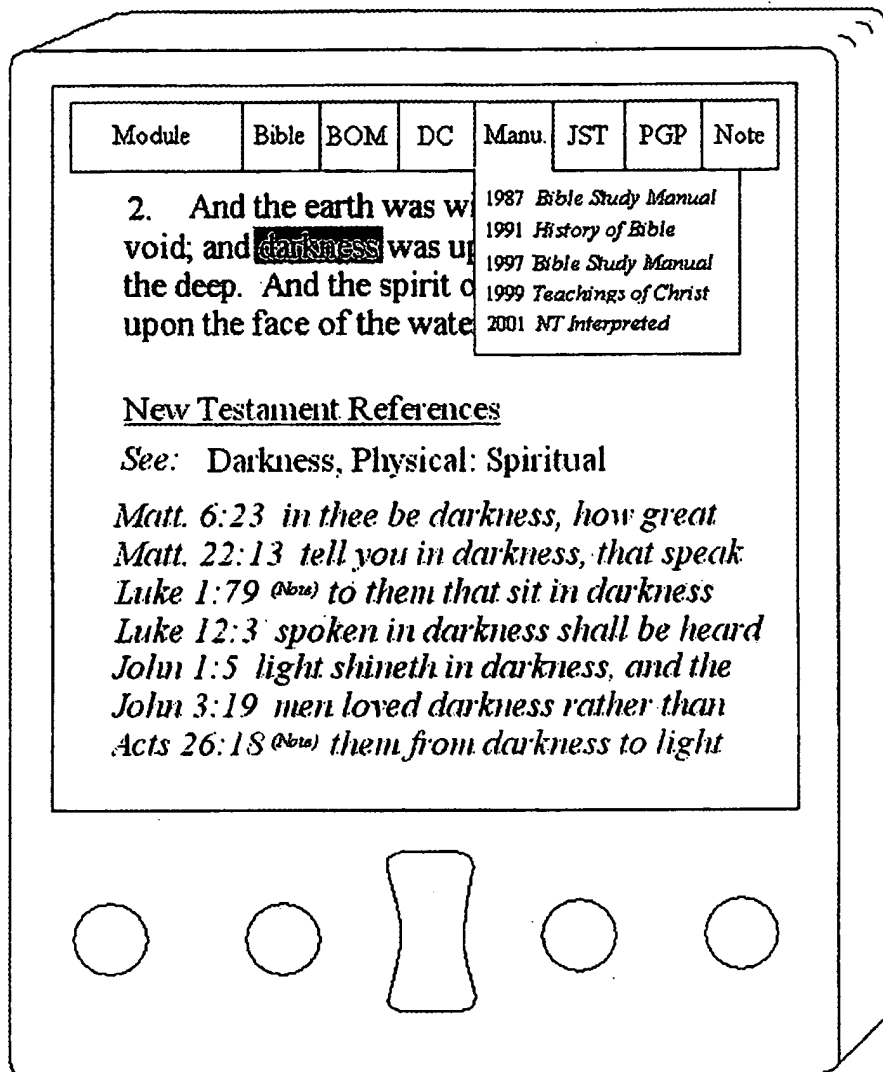 Module Bible BOM DC Manu. JST PGP Note
1987 Bible Study Manual
1991 History of Bible
1997 Bible Study Manual
1999 Teachings of Christ
2001 NT Interpreted
2. And the earth was wi
void; and darkness was up
the deep. And the spirit o
upon the face of the wate
New Testament References
See: Darkness, Physical: Spiritual
Matt. 6:23 in thee be darkness, how great
Matt. 22:13 tell you in darkness, that speak
Luke 1:79 (Note) to them that sit in darkness
Luke 12:3 spoken in darkness shall be heard
John 1:5 light shineth in darkness, and the
John 3:19 men loved darkness rather than
Acts 26:18 (Note) them from darkness to light